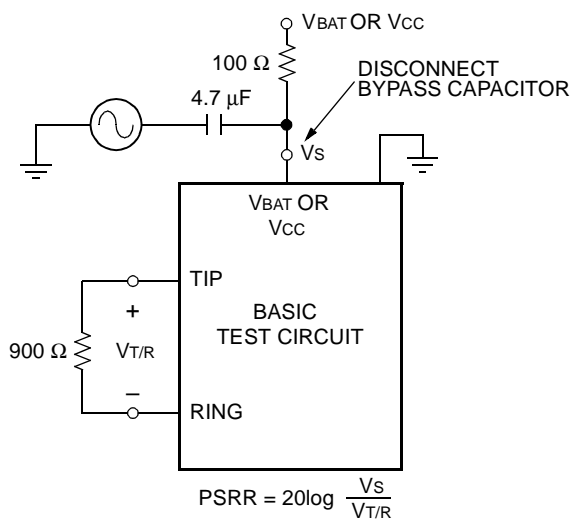 VBAT OR VCC
100 Ω
DISCONNECT
BYPASS CAPACITOR
4.7 µF
VS
VBAT OR
VCC
TIP
+
BASIC
TEST CIRCUIT
900 Ω
VT/R
–
RING
PSRR = 20log VS
VT/R